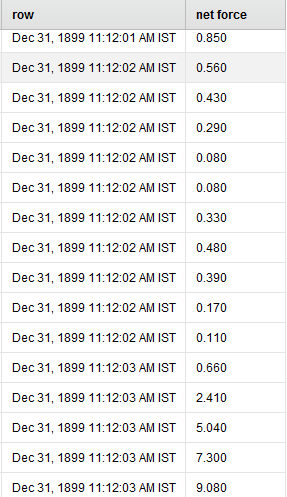 row net force
Dec 31, 1899 11:12:01 AM IST 0.850
Dec 31, 1899 11:12:02 AM IST 0.560
Dec 31, 1899 11:12:02 AM IST 0.430
Dec 31, 1899 11:12:02 AM IST 0.290
Dec 31, 1899 11:12:02 AM IST 0.080
Dec 31, 1899 11:12:02 AM IST 0.080
Dec 31, 1899 11:12:02 AM IST 0.330
Dec 31, 1899 11:12:02 AM IST 0.480
Dec 31, 1899 11:12:02 AM IST 0.390
Dec 31, 1899 11:12:02 AM IST 0.170
Dec 31, 1899 11:12:02 AM IST 0.110
Dec 31, 1899 11:12:03 AM IST 0.660
Dec 31, 1899 11:12:03 AM IST 2.410
Dec 31, 1899 11:12:03 AM IST 5.040
Dec 31, 1899 11:12:03 AM IST 7.300
Dec 31, 1899 11:12:03 AM IST 9.080